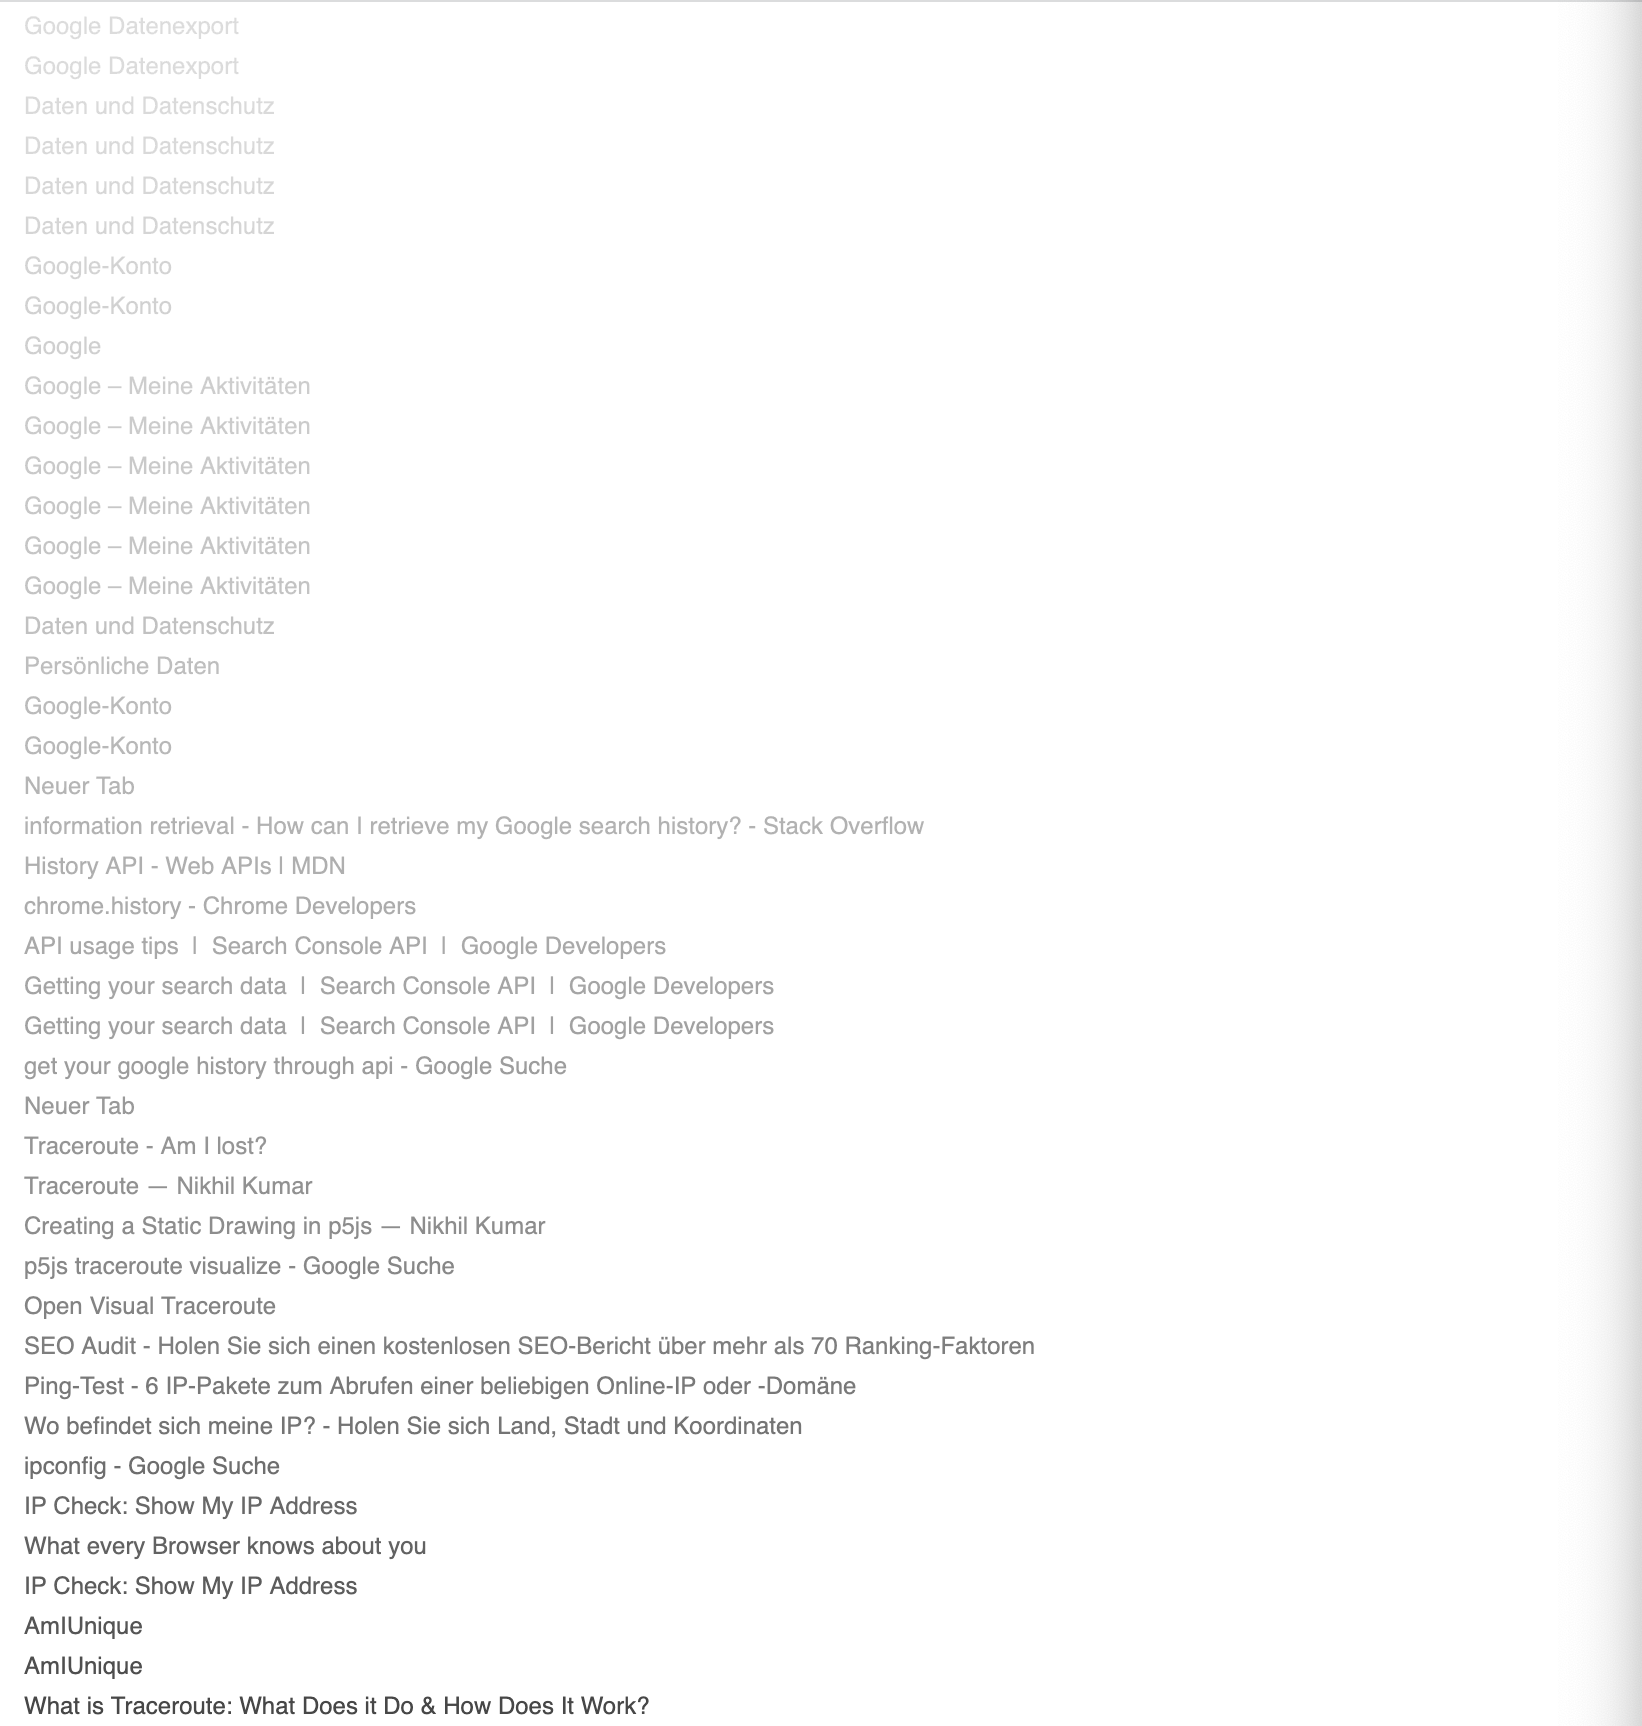 Google Datenexport
Google Datenexport
Daten und Datenschutz
Daten und Datenschutz
Daten und Datenschutz
Daten und Datenschutz
Google-Konto
Google-Konto
Google
Google – Meine Aktivitäten
Google – Meine Aktivitäten
Google – Meine Aktivitäten
Google – Meine Aktivitäten
Google – Meine Aktivitäten
Google – Meine Aktivitäten
Daten und Datenschutz
Persönliche Daten
Google-Konto
Google-Konto
Neuer Tab
information retrieval - How can I retrieve my Google search history? - Stack Overflow
History API - Web APIs | MDN
chrome.history - Chrome Developers
API usage tips | Search Console API | Google Developers
Getting your search data | Search Console API | Google Developers
Getting your search data | Search Console API | Google Developers
get your google history through api - Google Suche
Neuer Tab
Traceroute - Am I lost?
Traceroute — Nikhil Kumar
Creating a Static Drawing in p5js — Nikhil Kumar
p5js traceroute visualize - Google Suche
Open Visual Traceroute
SEO Audit - Holen Sie sich einen kostenlosen SEO-Bericht über mehr als 70 Ranking-Faktoren
Ping-Test - 6 IP-Pakete zum Abrufen einer beliebigen Online-IP oder -Domäne
Wo befindet sich meine IP? - Holen Sie sich Land, Stadt und Koordinaten
ipconfig - Google Suche
IP Check: Show My IP Address
What every Browser knows about you
IP Check: Show My IP Address
AmIUnique
AmIUnique
What is Traceroute: What Does it Do & How Does It Work?